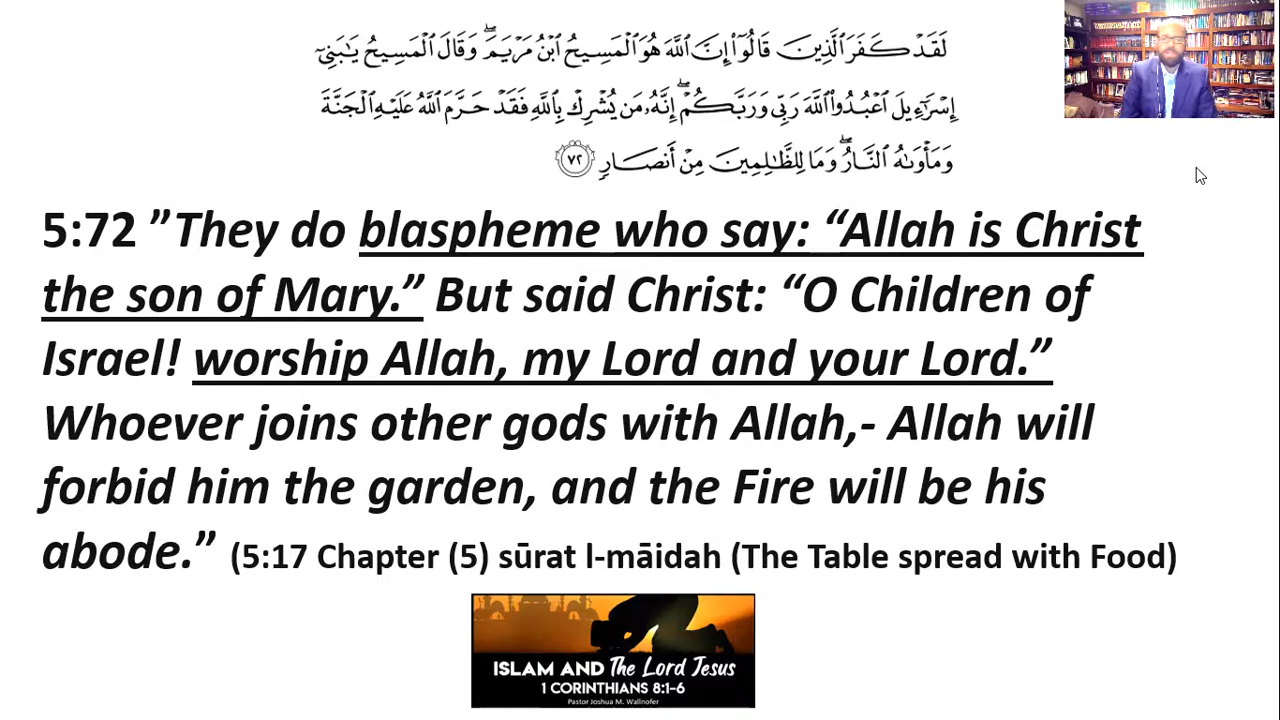 لَقَدْ كَفَرَ ٱلَّذِينَ قَالُوٓا۟ إِنَّ ٱللَّهَ هُوَ ٱلْمَسِيحُ ٱبْنُ مَرْيَمَ ۖ وَقَالَ ٱلْمَسِيحُ يَـٰبَنِىٓ
إِسْرَٰٓءِيلَ ٱعْبُدُوا۟ ٱللَّهَ رَبِّى وَرَبَّكُمْ ۖ إِنَّهُۥ مَن يُشْرِكْ بِٱللَّهِ فَقَدْ حَرَّمَ ٱللَّهُ عَلَيْهِ ٱلْجَنَّةَ
وَمَأْوَىٰهُ ٱلنَّارُ ۖ وَمَا لِلظَّـٰلِمِينَ مِنْ أَنصَارٍ ٧٢
5:72 ”They do blaspheme who say: “Allah is Christ
the son of Mary.” But said Christ: “O Children of
Israel! worship Allah, my Lord and your Lord.”
Whoever joins other gods with Allah,- Allah will
forbid him the garden, and the Fire will be his
abode.” (5:17 Chapter (5) sūrat l-māidah (The Table spread with Food)
ISLAM AND The Lord Jesus
1 CORINTHIANS 8:1-6
Pastor Joshua M. Wallnofer